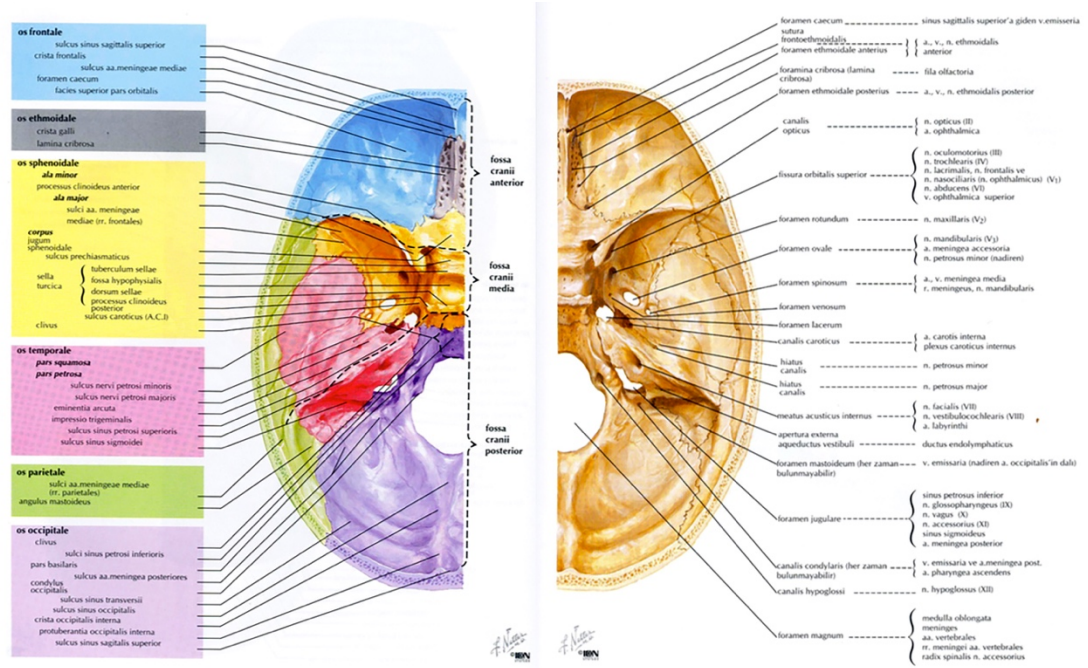 os frontale
sulcus sinus sagittalis superior
crista frontalis
sulcus aa.meningeae mediae
foramen caecum
facies superior pars orbitalis
os ethmoidale
crista galli
lamina cribrosa
os sphenoidale
ala minor
processus clinoideus anterior
ala major
sulci aa. meningeae
mediae (rr. frontales)
corpus
jugum
sphenoidale
sulcus prechiasmaticus
sella
turcica
tuberculum sellae
fossa hypophysialis
dorsum sellae
processus clinoideus
posterior
sulcus caroticus (A.C.I)
clivus
os temporale
pars squamosa
pars petrosa
sulcus nervi petrosi minoris
sulcus nervi petrosi majoris
eminentia arcuta
impressio trigeminalis
sulcus sinus petrosi superioris
sulcus sinus sigmoidei
os parietale
sulci aa.meningeae mediae
(rr. parietales)
angulus mastoideus
os occipitale
clivus
sulci sinus petrosi inferioris
pars basilaris
sulcus aa.meningea posteriores
condylus
occipitalis
sulcus sinus transversii
sulcus sinus occipitalis
crista occipitalis interna
protuberantia occipitalis interna
sulcus sinus sagitalis superior
fossa
cranii
anterior
fossa
cranii
media
fossa
cranii
posterior
foramen caecum
sinus sagittalis superior'a giden v.emisseria
sutura
frontoethmoidalis
foramen ethmoidale anterius
a., v., n. ethmoidalis
anterior
foramina cribrosa (lamina
cribrosa)
fila olfactoria
foramen ethmoidale posterius
a., v., n. ethmoidalis posterior
canalis
opticus
n. opticus (II)
a. ophthalmica
fissura orbitalis superior
n. oculomotorius (III)
n. trochlearis (IV)
n. lacrinalis, n. frontalis ve
n. nasociliaris (n. ophthalmicus) (V1)
n. abducens (VI)
v. ophthalmica superior
foramen rotundum
n. maxillaris (V2)
foramen ovale
n. mandibularis (V3)
a. meningea accessoria
n. petrosus minor (nadiren)
foramen spinosum
a., v. meningea media
r. meningeus, n. mandibularis
foramen venosum
foramen lacerum
canalis caroticus
a. carotis interna
plexus caroticus internus
hiatus
canalis
n. petrosus minor
hiatus
canalis
n. petrosus major
meatus acusticus internus
n. facialis (VII)
n. vestibulocochlearis (VIII)
a. labyrinthi
apertura externa
aqueductus vestibuli
ductus endolymphaticus
foramen mastoideum (her zaman
bulunmayabilir)
v. emissaria (nadiren a. occipitalis'in dalı)
foramen jugulare
sinus petrosus inferior
n. glossopharyngeus (IX)
n. vagus (X)
n. accessorius (XI)
sinus sigmoideus
a. meningea posterior
canalis condylaris (her zaman
bulunmayabilir)
v. emissaria ve a.meningea post.
a. pharyngea ascendens
canalis hypoglossi
n. hypoglossus (XII)
foramen magnum
medulla oblongata
meninges
aa. vertebrales
rr. meningei aa. vertebrales
radix spinalis n. accessorius